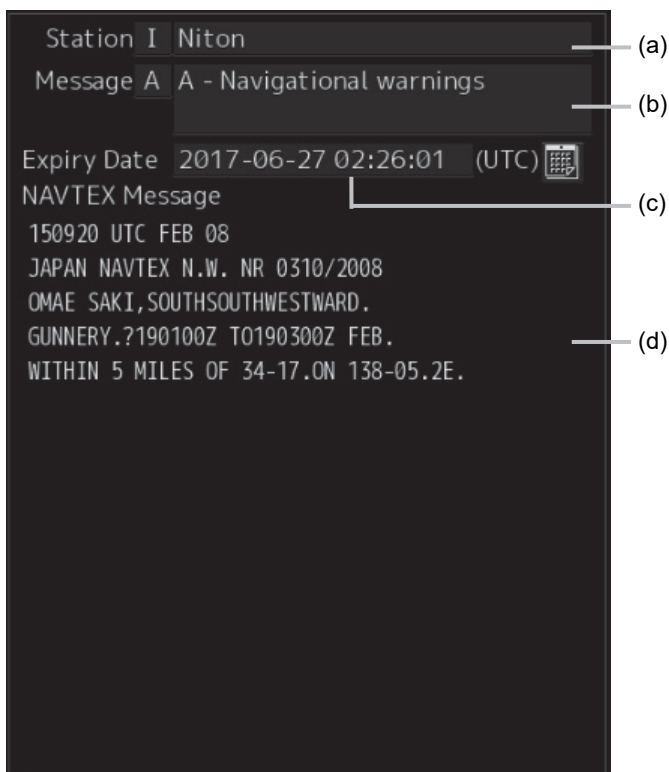 Station I Niton (a)
Message A A - Navigational warnings (b)
Expiry Date 2017-06-27 02:26:01 (UTC)
NAVTEX Message (c)
150920 UTC FEB 08
JAPAN NAVTEX N.W. NR 0310/2008
OMAE SAKI,SOUTHSOUTHWESTWARD.
GUNNERY.?190100Z TO190300Z FEB. (d)
WITHIN 5 MILES OF 34-17.0N 138-05.2E.